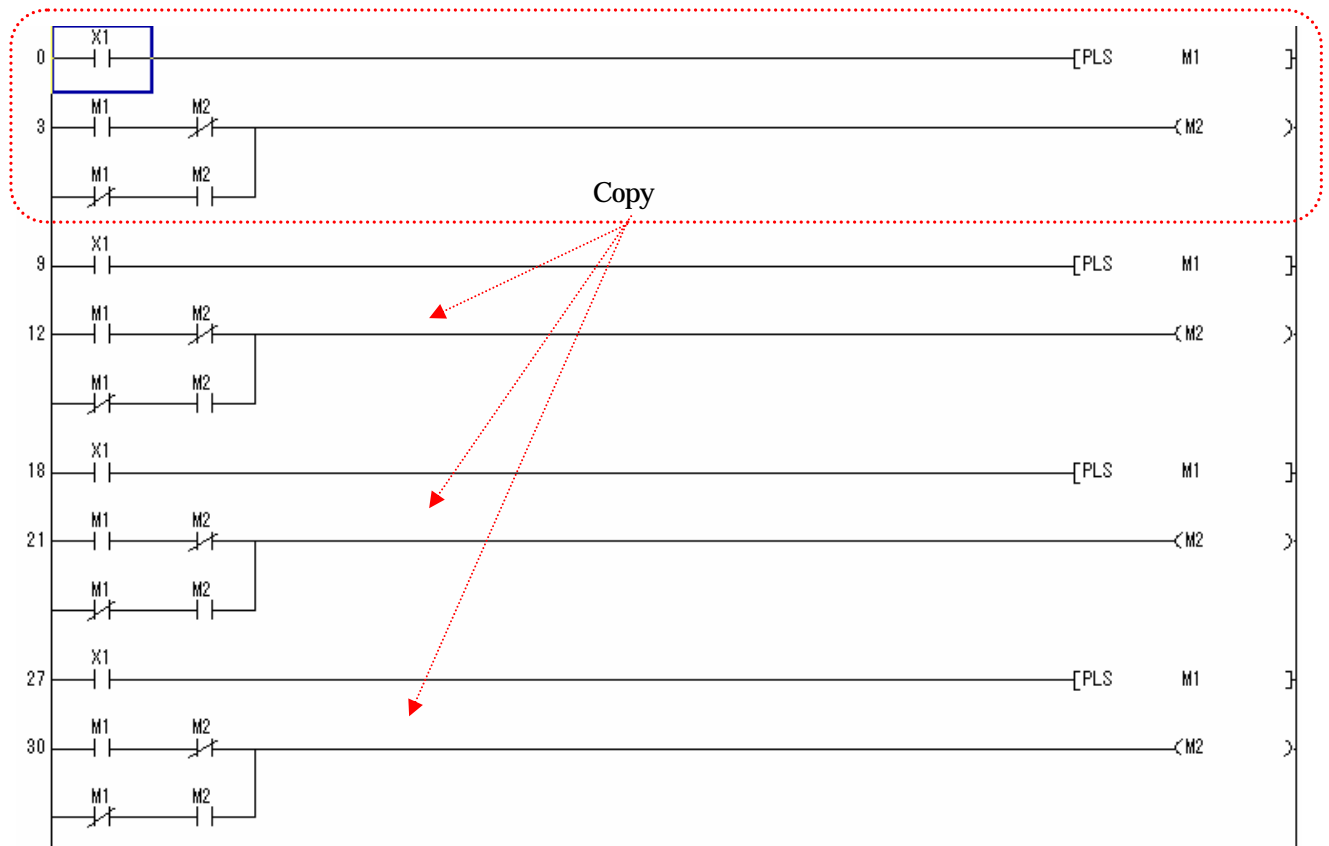 X1
0 [PLS M1 ]
M1 M2
3 ( M2 )
M1 M2
Copy
X1
9 [PLS M1 ]
M1 M2
12 ( M2 )
M1 M2
X1
18 [PLS M1 ]
M1 M2
21 ( M2 )
M1 M2
X1
27 [PLS M1 ]
M1 M2
30 ( M2 )
M1 M2